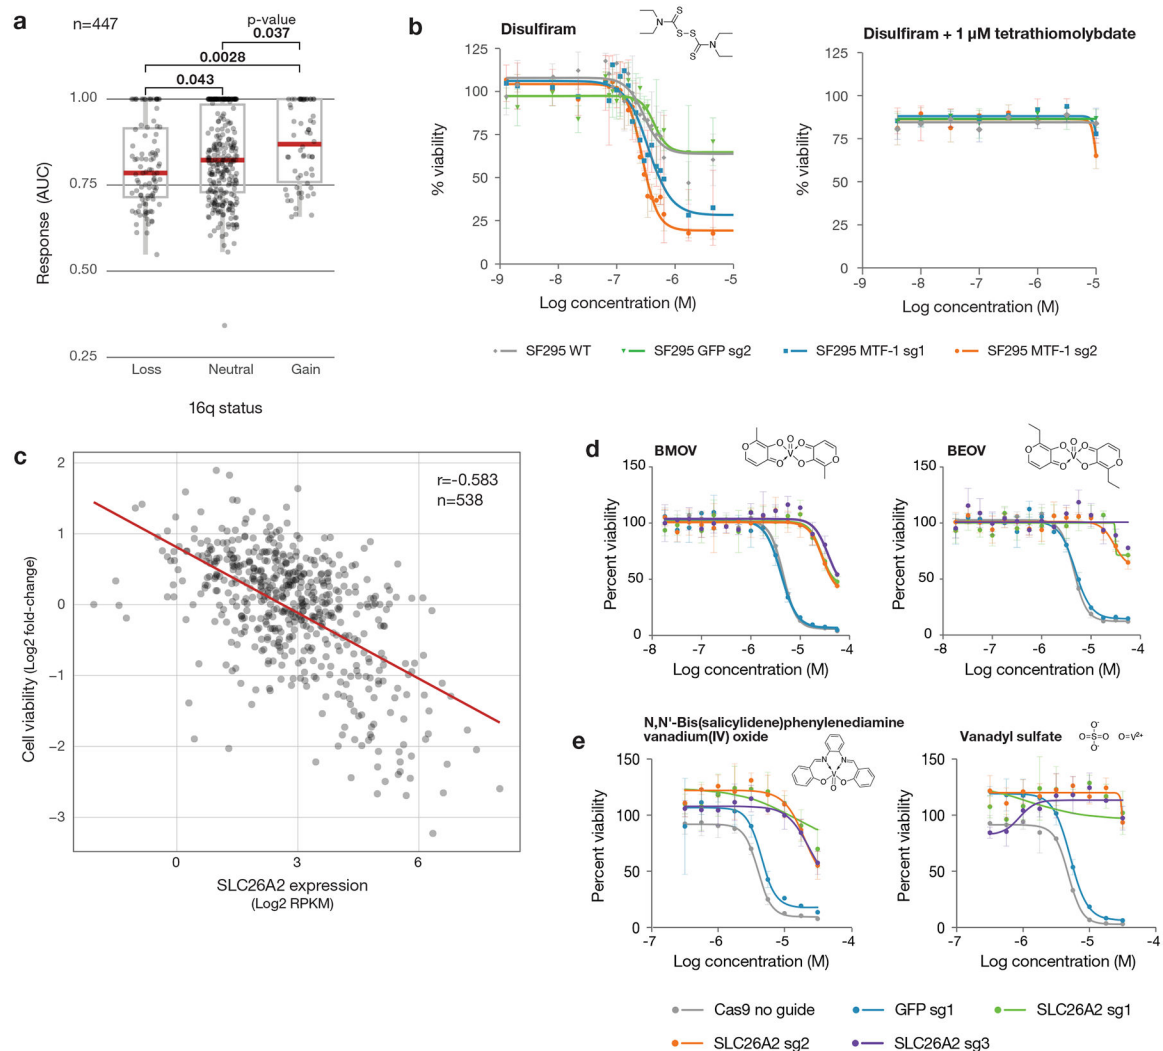 a
n=447
p-value
0.037
0.0028
0.043
1.00
0.75
0.50
0.25
Response (AUC)
Loss
Neutral
Gain
16q status
b
Disulfiram
N
S
S
S
S
N
125
100
75
50
25
0
% viability
-9
-8
-7
-6
-5
Log concentration (M)
Disulfiram + 1 µM tetrathiomolybdate
125
100
75
50
25
0
% viability
-9
-8
-7
-6
-5
Log concentration (M)
SF295 WT
SF295 GFP sg2
SF295 MTF-1 sg1
SF295 MTF-1 sg2
c
r=-0.583
n=538
2
1
0
−1
−2
−3
Cell viability (Log2 fold-change)
0
3
6
SLC26A2 expression
(Log2 RPKM)
d
BMOV
O
O
O
O
V
O
O
O
150
100
50
0
Percent viability
-8
-7
-6
-5
-4
Log concentration (M)
BEOV
O
O
O
O
V
O
O
O
150
100
50
0
Percent viability
-8
-7
-6
-5
-4
Log concentration (M)
e
N,N'-Bis(salicylidene)phenylenediamine
vanadium(IV) oxide
N
N
V
O
O
O
150
100
50
0
Percent viability
-7
-6
-5
-4
Log concentration (M)
Vanadyl sulfate
O-
O=S=O
O-
O=V2+
150
100
50
0
Percent viability
-7
-6
-5
-4
Log concentration (M)
Cas9 no guide
GFP sg1
SLC26A2 sg1
SLC26A2 sg2
SLC26A2 sg3